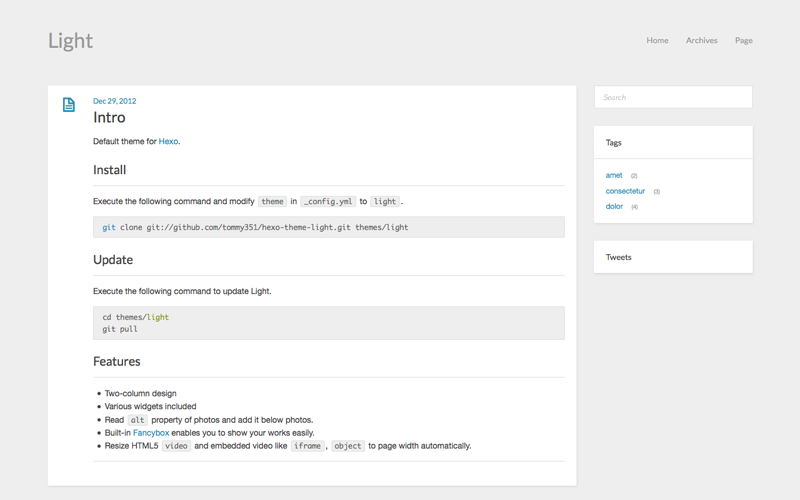 Light
Home Archives Page
Dec 29, 2012
Intro
Default theme for Hexo.
Install
Execute the following command and modify theme in _config.yml to light.
git clone git://github.com/tommy351/hexo-theme-light.git themes/light
Update
Execute the following command to update Light.
cd themes/light
git pull
Features
• Two-column design
• Various widgets included
• Read alt property of photos and add it below photos.
• Built-in Fancybox enables you to show your works easily.
• Resize HTML5 video and embedded video like iframe, object to page width automatically.
Search
Tags
amet (2)
consectetur (3)
dolor (4)
Tweets